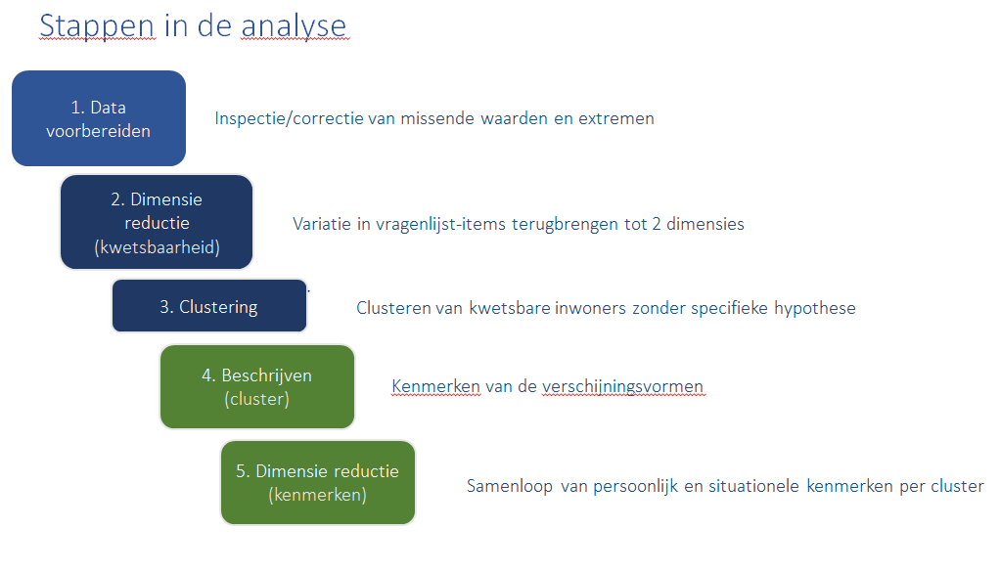 Stappen in de analyse
1. Data
voorbereiden
Inspectie/correctie van missende waarden en extremen
2. Dimensie
reductie
(kwetsbaarheid)
Variatie in vragenlijst-items terugbrengen tot 2 dimensies
3. Clustering
Clusteren van kwetsbare inwoners zonder specifieke hypothese
4. Beschrijven
(cluster)
Kenmerken van de verschijningsvormen
5. Dimensie reductie
(kenmerken)
Samenloop van persoonlijk en situationele kenmerken per cluster